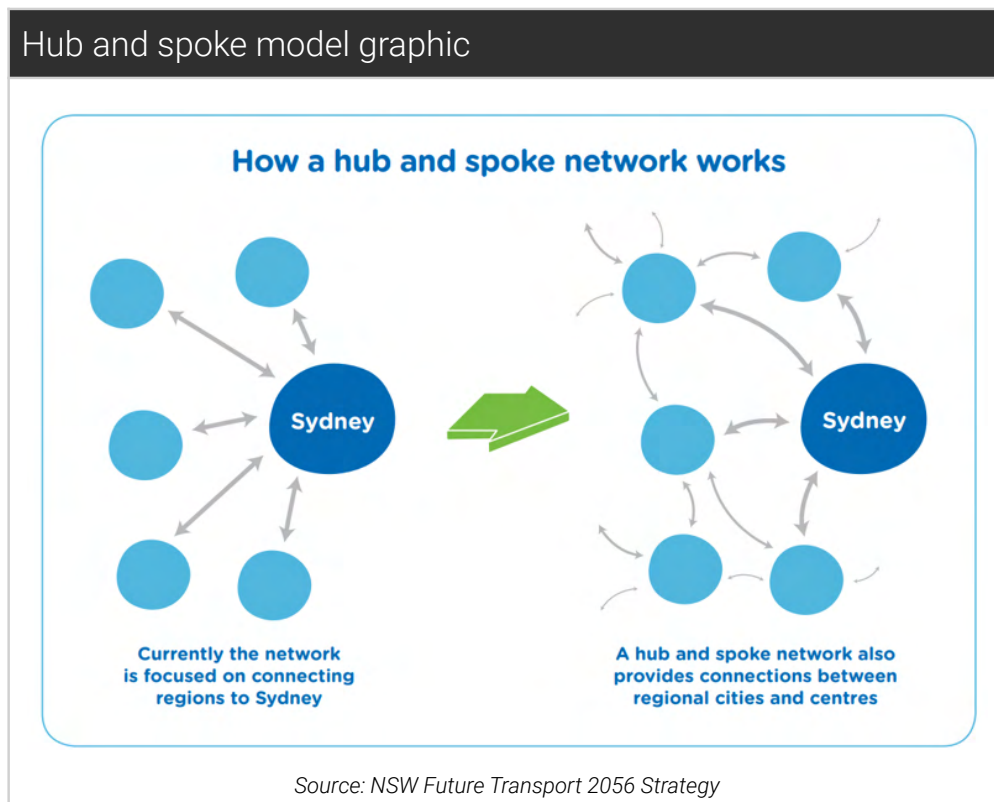 Hub and spoke model graphic
How a hub and spoke network works
Sydney
Sydney
Currently the network
is focused on connecting
regions to Sydney
A hub and spoke network also
provides connections between
regional cities and centres
Source: NSW Future Transport 2056 Strategy